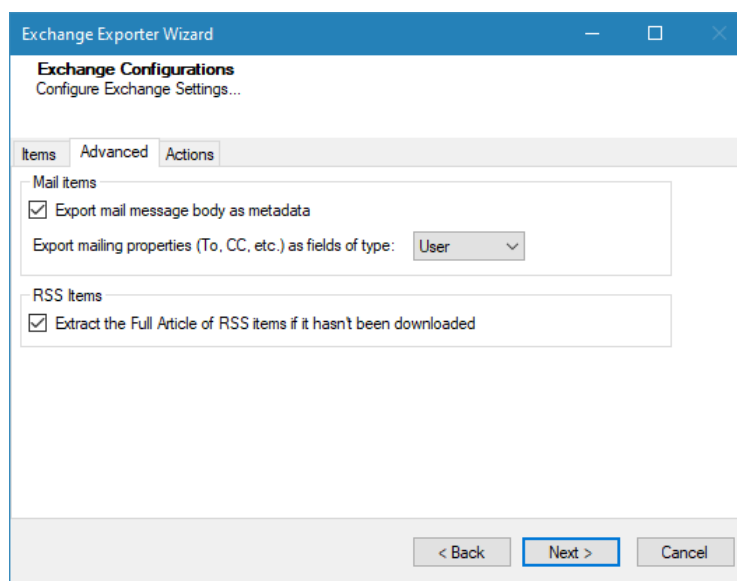 Exchange Exporter Wizard
Exchange Configurations
Configure Exchange Settings...
Items Advanced Actions
Mail items
Export mail message body as metadata
Export mailing properties (To, CC, etc.) as fields of type: User
RSS Items
Extract the Full Article of RSS items if it hasn't been downloaded
< Back Next > Cancel